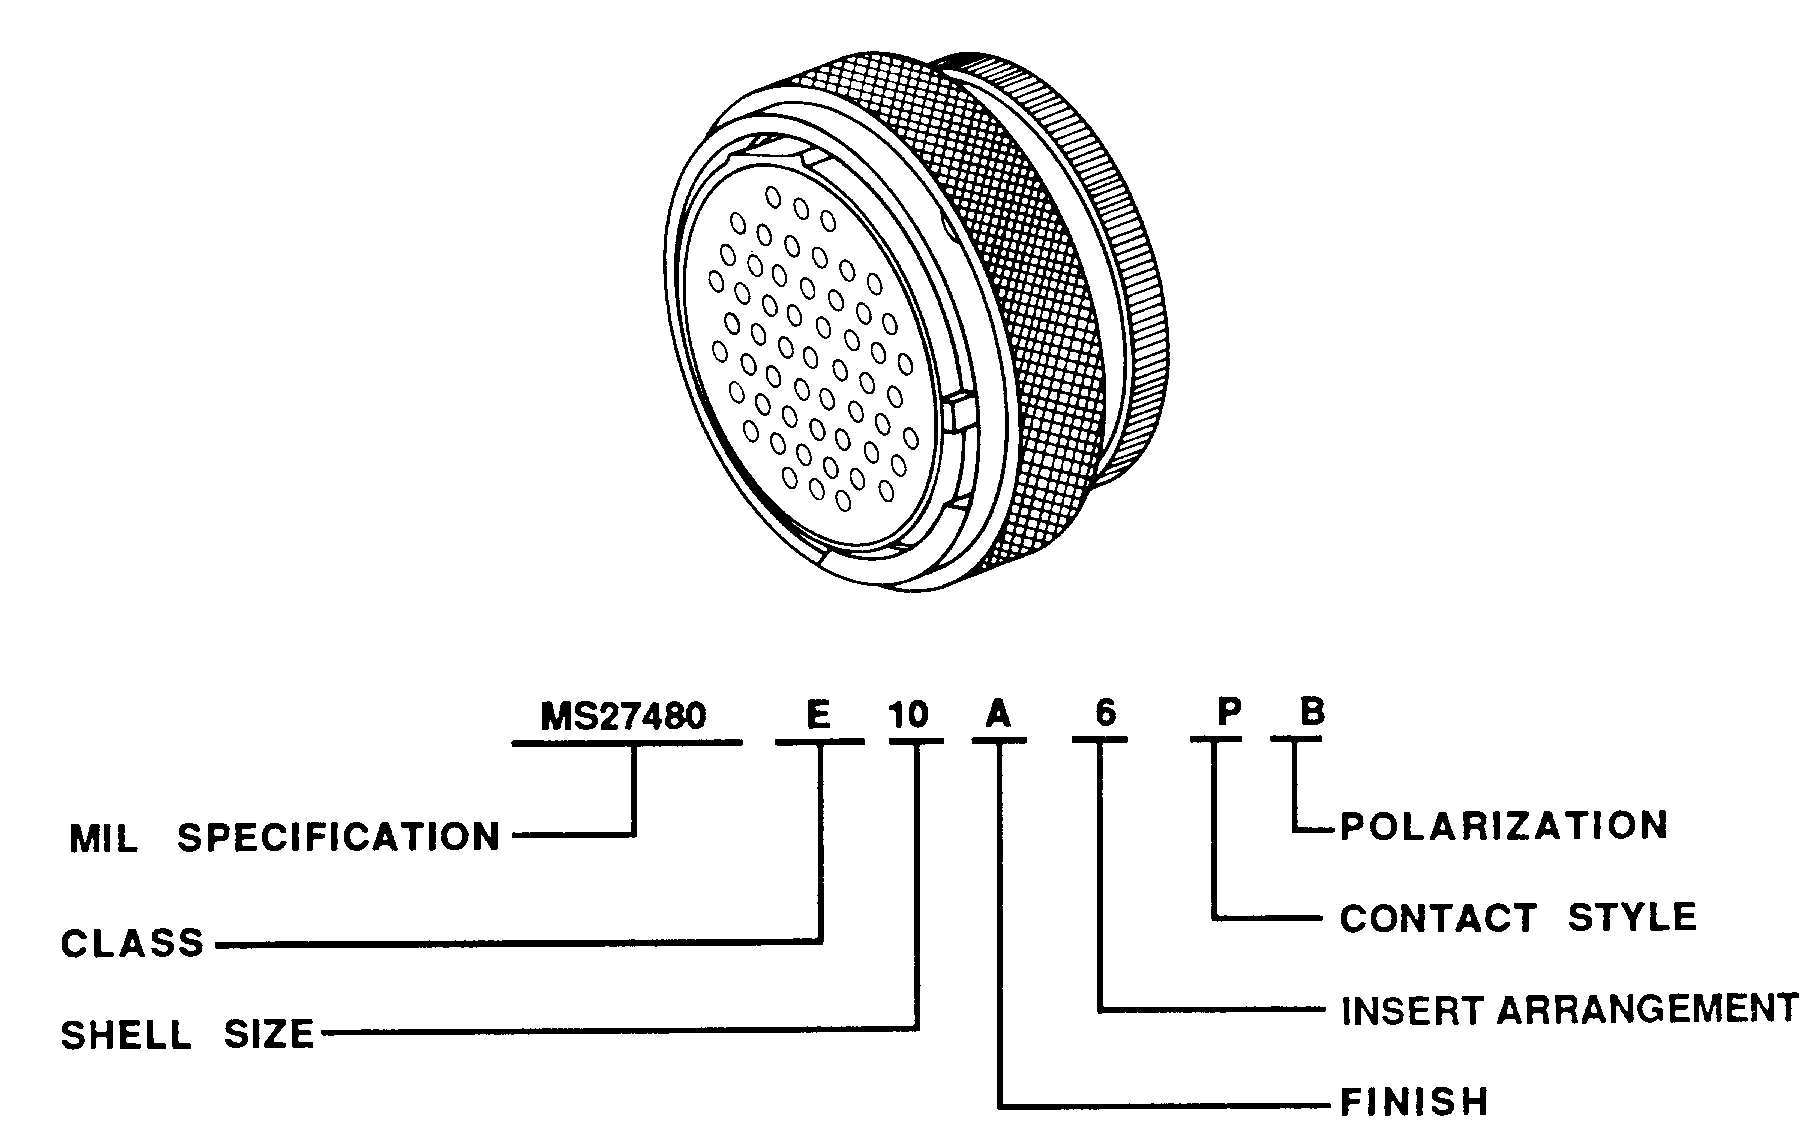 MS27480 E 10 A 6 P B
MIL SPECIFICATION
POLARIZATION
CLASS
CONTACT STYLE
SHELL SIZE
INSERT ARRANGEMENT
FINISH